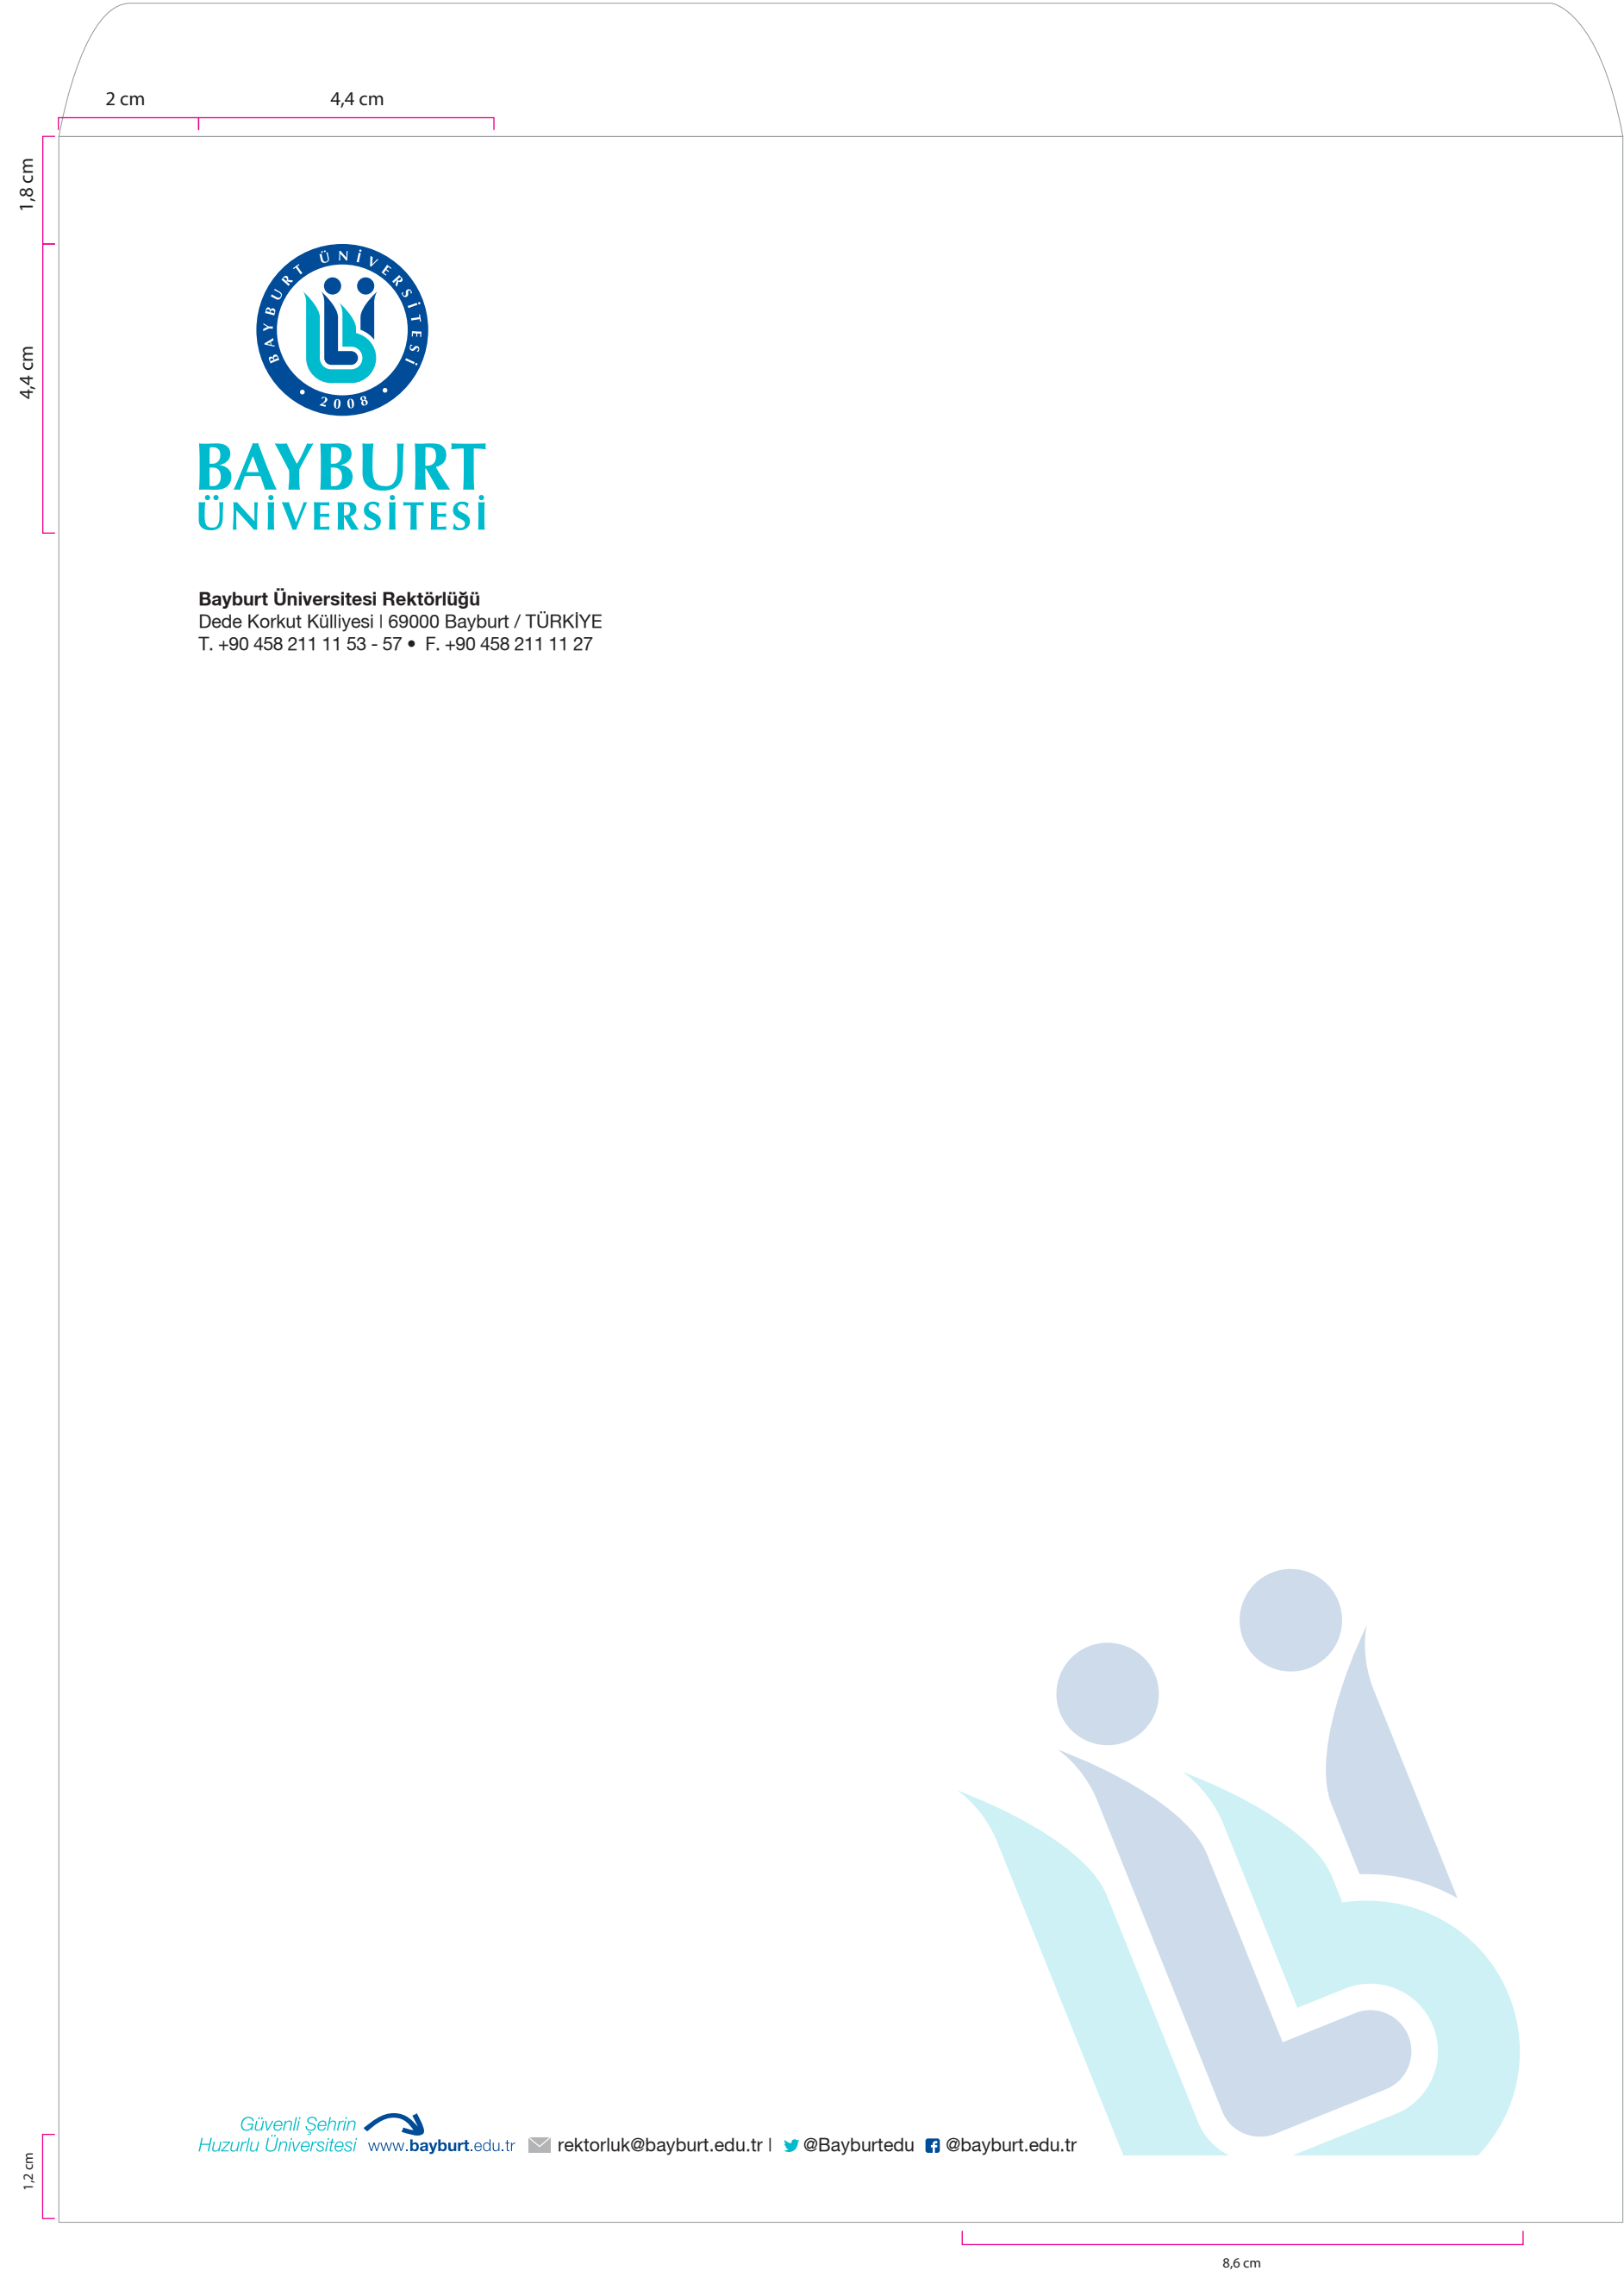 2 cm
4,4 cm
1,8 cm
4,4 cm
BAYBURT ÜNİVERSİTESİ
• 2008 •
BAYBURT
ÜNİVERSİTESİ
Bayburt Üniversitesi Rektörlüğü
Dede Korkut Külliyesi | 69000 Bayburt / TÜRKİYE
T. +90 458 211 11 53 - 57 • F. +90 458 211 11 27
Güvenli Şehrin
Huzurlu Üniversitesi www.bayburt.edu.tr rektorluk@bayburt.edu.tr | @Bayburtedu @bayburt.edu.tr
1,2 cm
8,6 cm